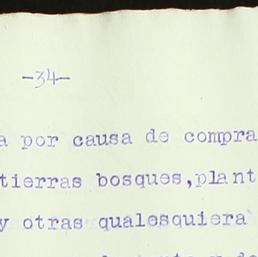 -34-
a por causa de compra
tierras bosques,plant
y otras qualesquiera